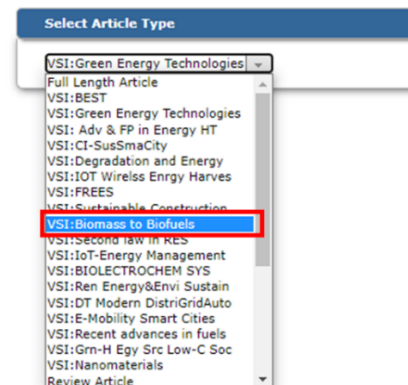 Select Article Type
VSI:Green Energy Technologies
Full Length Article
VSI:BEST
VSI:Green Energy Technologies
VSI: Adv & FP in Energy HT
VSI:CI-SusSmaCity
VSI:Degradation and Energy
VSI:IOT Wirelss Enrgy Harves
VSI:FREES
VSI:Sustainable Construction
VSI:Biomass to Biofuels
VSI:Second law in RES
VSI:IoT-Energy Management
VSI:BIOLECTROCHEM SYS
VSI:Ren Energy&Envi Sustain
VSI:DT Modern DistriGridAuto
VSI:E-Mobility Smart Cities
VSI:Recent advances in fuels
VSI:Grn-H Egy Src Low-C Soc
VSI:Nanomaterials
Review Article